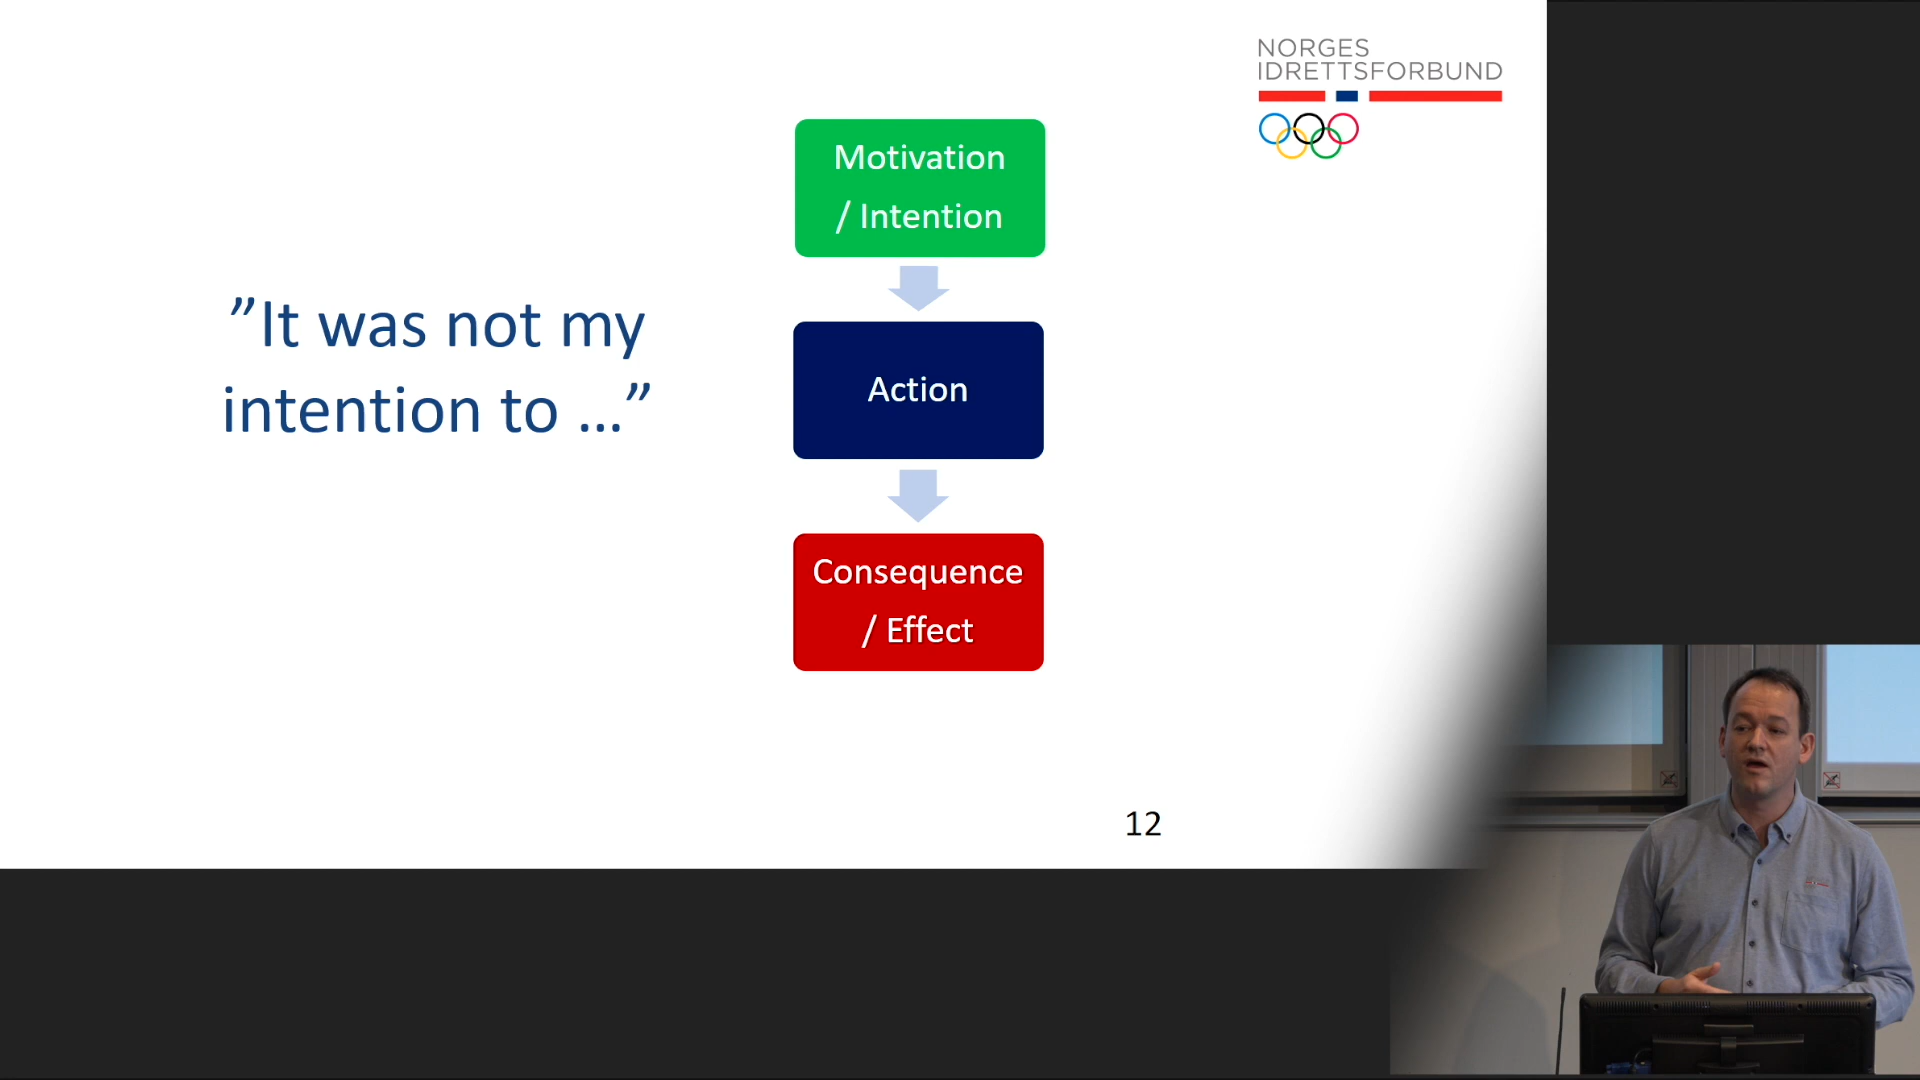 NORGES
IDRETTSFORBUND
Motivation
/ Intention
”It was not my
intention to ...”
Action
Consequence
/ Effect
12